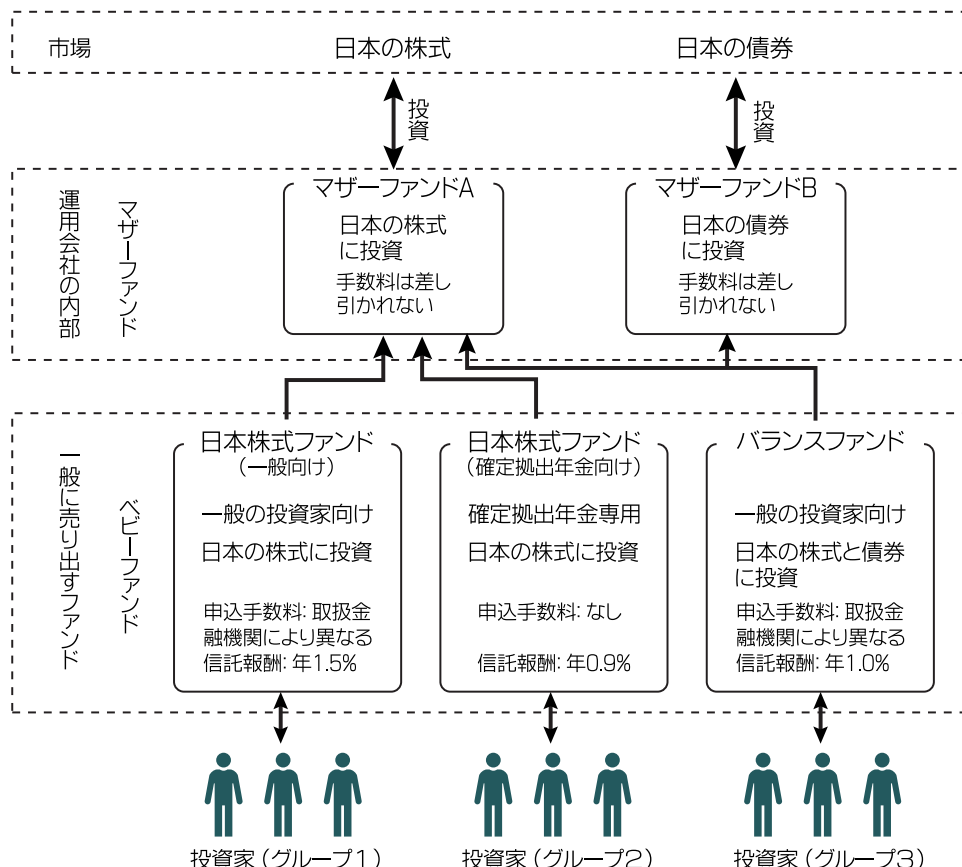 市場
日本の株式
日本の債券
投資
投資
運用会社の内部
マザーファンド
マザーファンドA
日本の株式
に投資
手数料は差し
引かれない
マザーファンドB
日本の債券
に投資
手数料は差し
引かれない
一般に売り出すファンド
ベビーファンド
日本株式ファンド
(一般向け)
一般の投資家向け
日本の株式に投資
申込手数料: 取扱金
融機関により異なる
信託報酬: 年1.5%
日本株式ファンド
(確定拠出年金向け)
確定拠出年金専用
日本の株式に投資
申込手数料: なし
信託報酬: 年0.9%
バランスファンド
一般の投資家向け
日本の株式と債券
に投資
申込手数料: 取扱金
融機関により異なる
信託報酬: 年1.0%
投資家(グループ1)
投資家(グループ2)
投資家(グループ3)